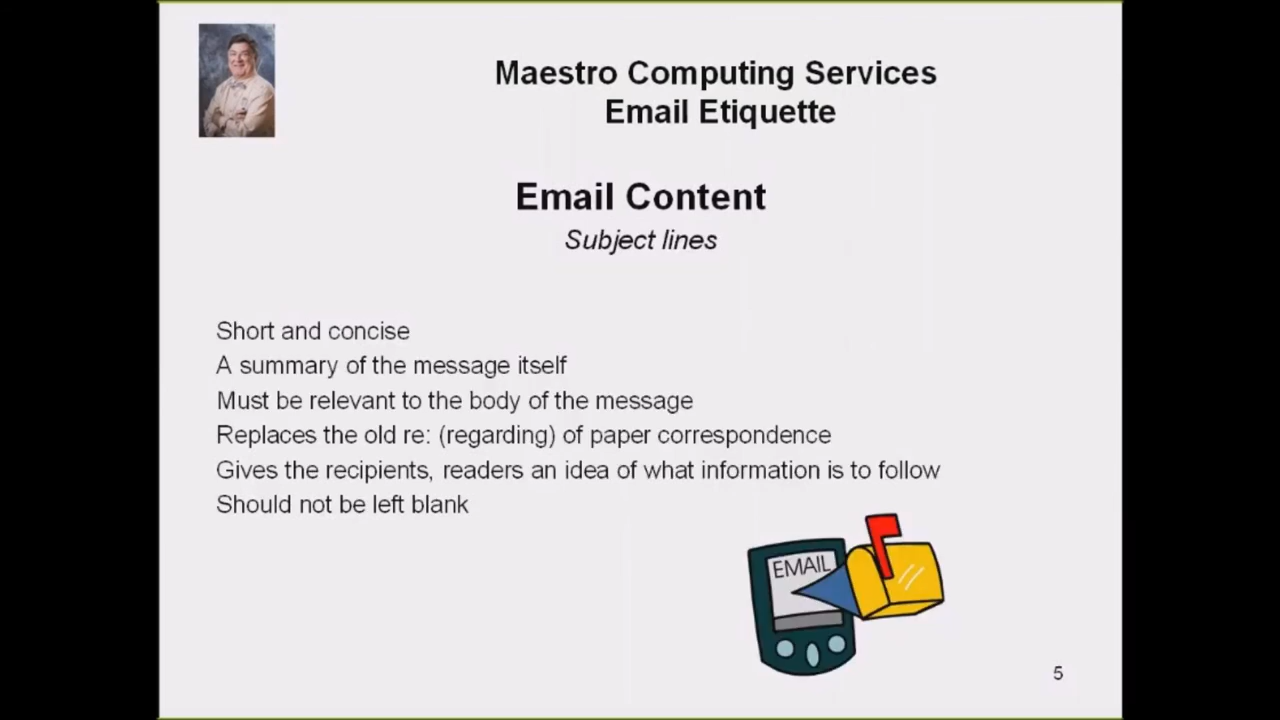 Maestro Computing Services
Email Etiquette
Email Content
Subject lines
Short and concise
A summary of the message itself
Must be relevant to the body of the message
Replaces the old re: (regarding) of paper correspondence
Gives the recipients, readers an idea of what information is to follow
Should not be left blank
EMAIL
5